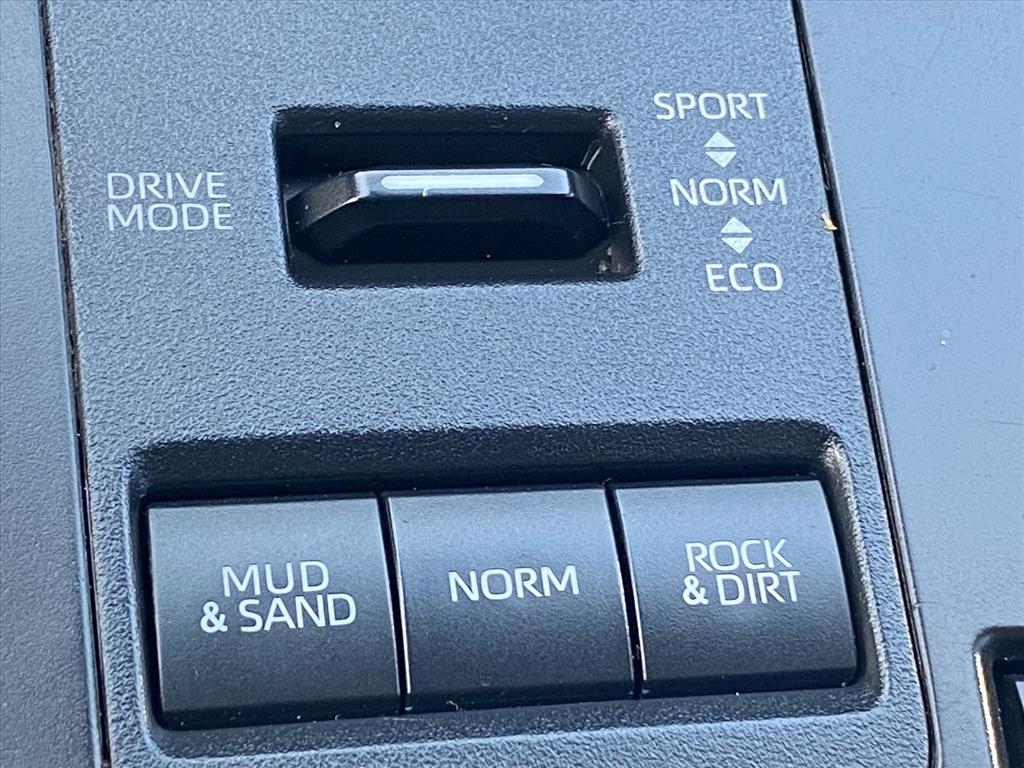 DRIVE
MODE
SPORT
NORM
ECO
MUD
& SAND
NORM
ROCK
& DIRT